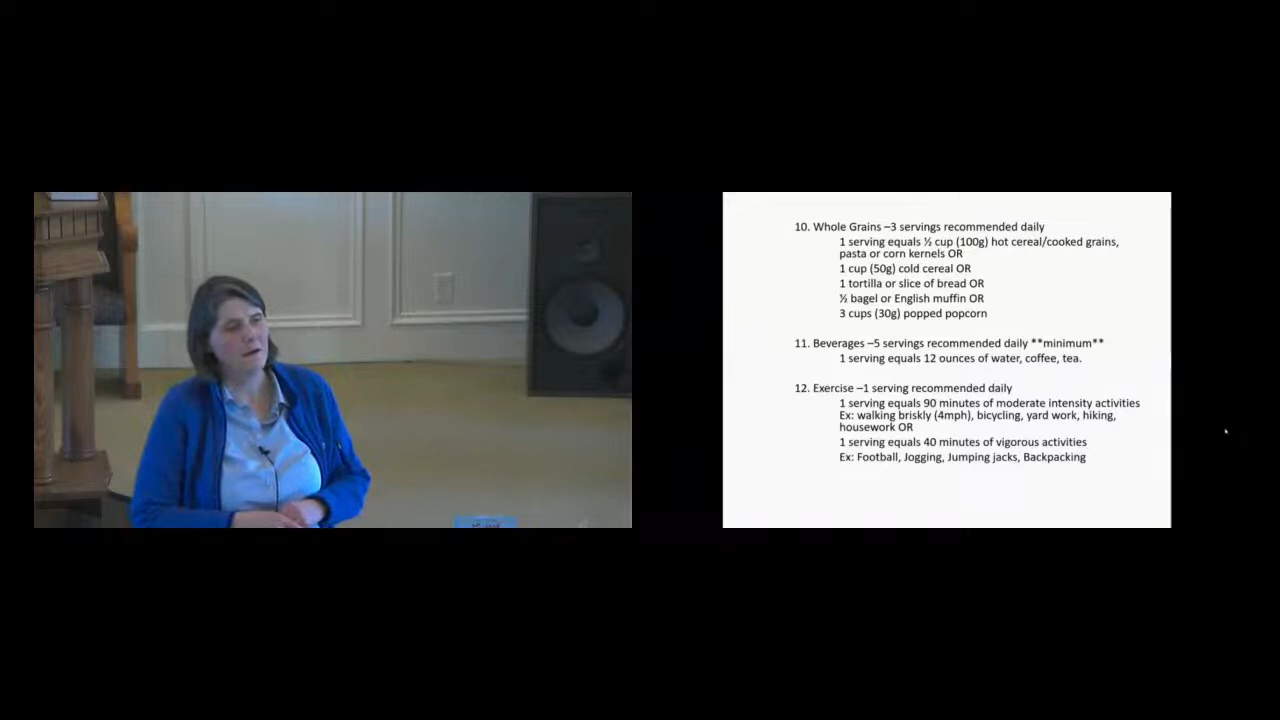 10. Whole Grains –3 servings recommended daily
1 serving equals ½ cup (100g) hot cereal/cooked grains,
pasta or corn kernels OR
1 cup (50g) cold cereal OR
1 tortilla or slice of bread OR
½ bagel or English muffin OR
3 cups (30g) popped popcorn
11. Beverages –5 servings recommended daily **minimum**
1 serving equals 12 ounces of water, coffee, tea.
12. Exercise –1 serving recommended daily
1 serving equals 90 minutes of moderate intensity activities
Ex: walking briskly (4mph), bicycling, yard work, hiking,
housework OR
1 serving equals 40 minutes of vigorous activities
Ex: Football, Jogging, Jumping jacks, Backpacking